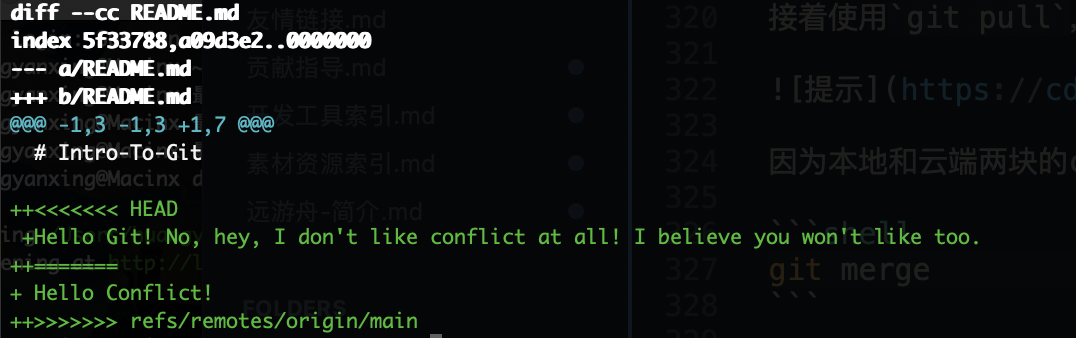 diff --cc README.md
index 5f33788,a09d3e2..0000000
--- a/README.md
+++ b/README.md
@@@ -1,3 -1,3 +1,7 @@@
  # Intro-To-Git
++<<<<<<< HEAD
 +Hello Git! No, hey, I don't like conflict at all! I believe you won't like too.
++=======
+ Hello Conflict!
++>>>>>>> refs/remotes/origin/main
友情链接.md
贡献指导.md
开发工具索引.md
素材资源索引.md
远游舟-简介.md
FOLDERS
gyanxing@Macinx d
320 接着使用`git pull`,
321
322 ![提示](https://cd
323
324 因为本地和云端两块的
325
``` shell
327 git merge
328 ```